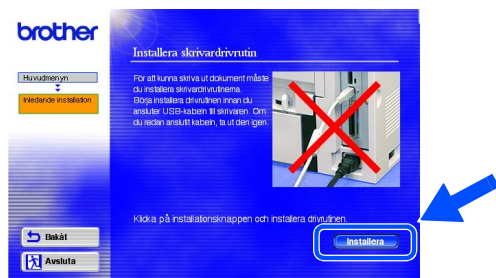 brother
Installera skrivardrivrutin
Huvudmenyn
Inledande installation
För att kunna skriva ut dokument måste
du installera skrivardrivrutinerna.
Börja installera drivrutinen innan du
ansluter USB-kabeln till skrivaren. Om
du redan anslutit kabeln, ta ut den igen.
Klicka på installationsknappen och installera drivrutinen.
Installera
Bakåt
Avsluta